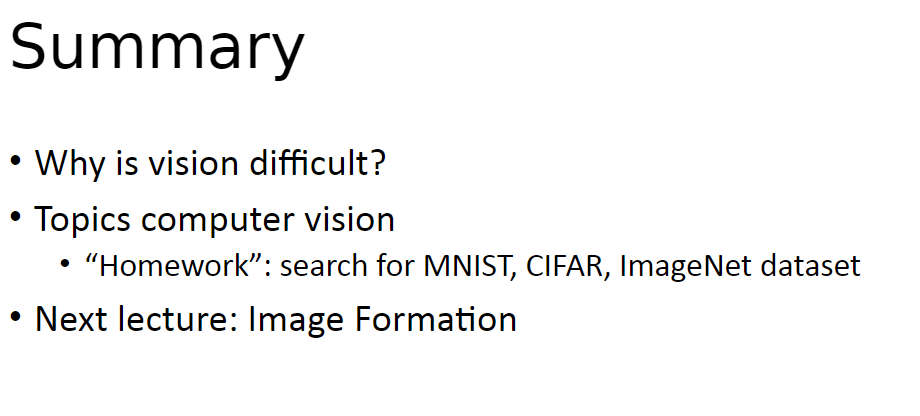 Summary
• Why is vision difficult?
• Topics computer vision
• “Homework”: search for MNIST, CIFAR, ImageNet dataset
• Next lecture: Image Formation